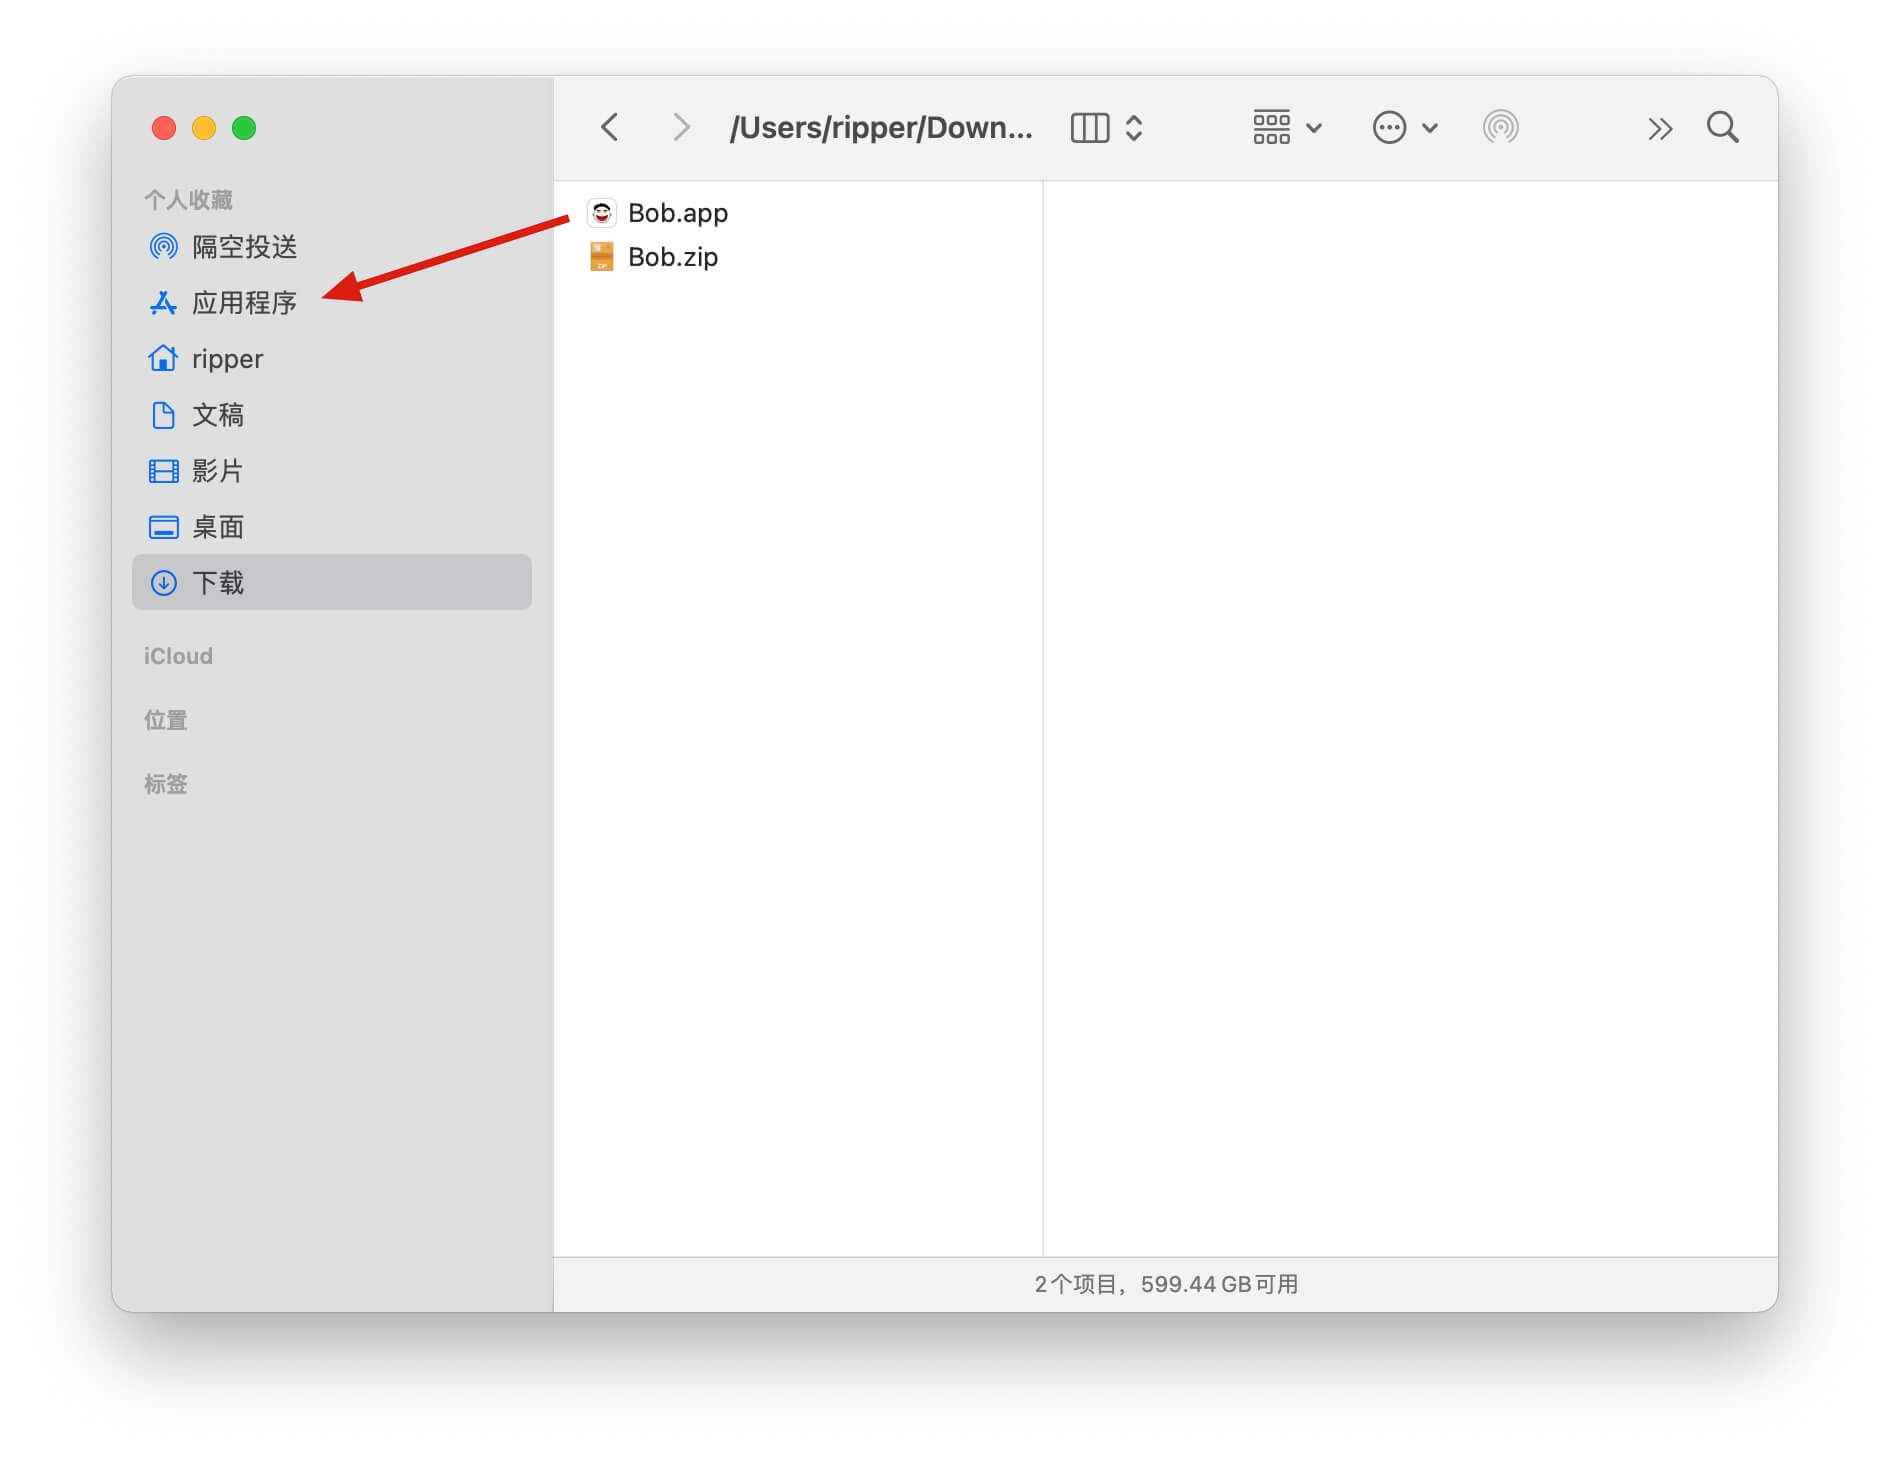 /Users/ripper/Down...
个人收藏
隔空投送
应用程序
ripper
文稿
影片
桌面
下载
iCloud
位置
标签
Bob.app
Bob.zip
2个项目，599.44 GB可用